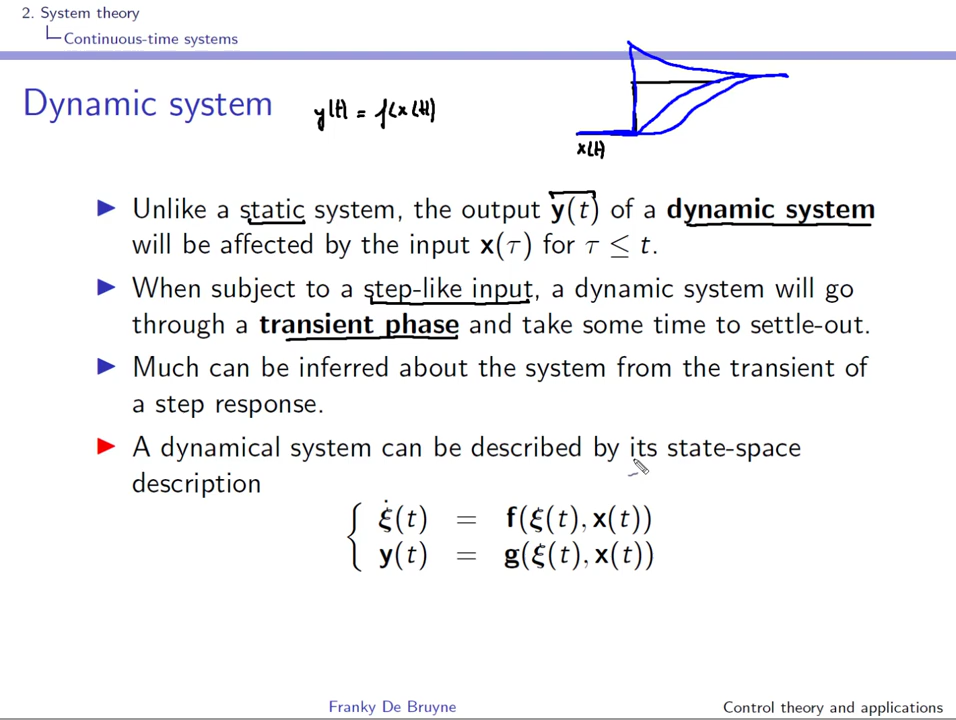 2. System theory
Continuous-time systems
Dynamic system
y(t) = f(x(t))
x(t)
▶ Unlike a static system, the output y(t) of a dynamic system
will be affected by the input x(τ) for τ ≤ t.
▶ When subject to a step-like input, a dynamic system will go
through a transient phase and take some time to settle-out.
▶ Much can be inferred about the system from the transient of
a step response.
▶ A dynamical system can be described by its state-space
description
ξ̇(t) = f(ξ(t), x(t))
y(t) = g(ξ(t), x(t))
Franky De Bruyne
Control theory and applications